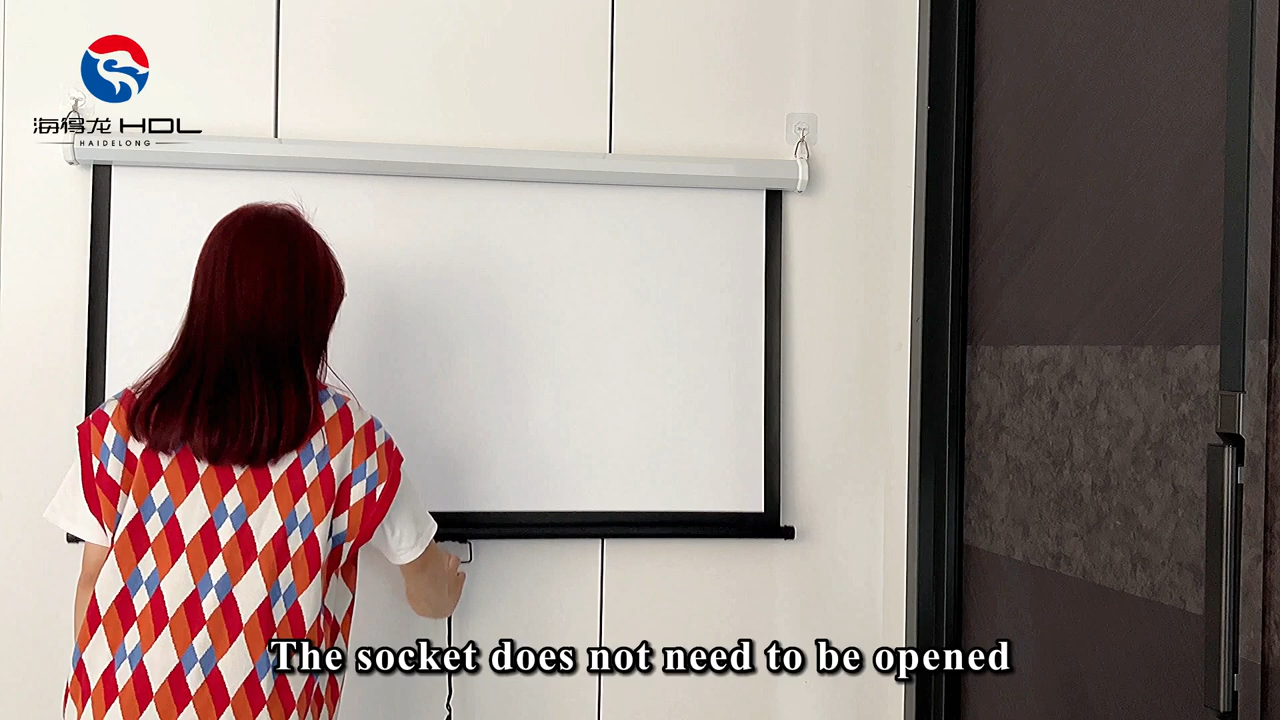 海得龙 HDL
HAIDELONG
The socket does not need to be opened